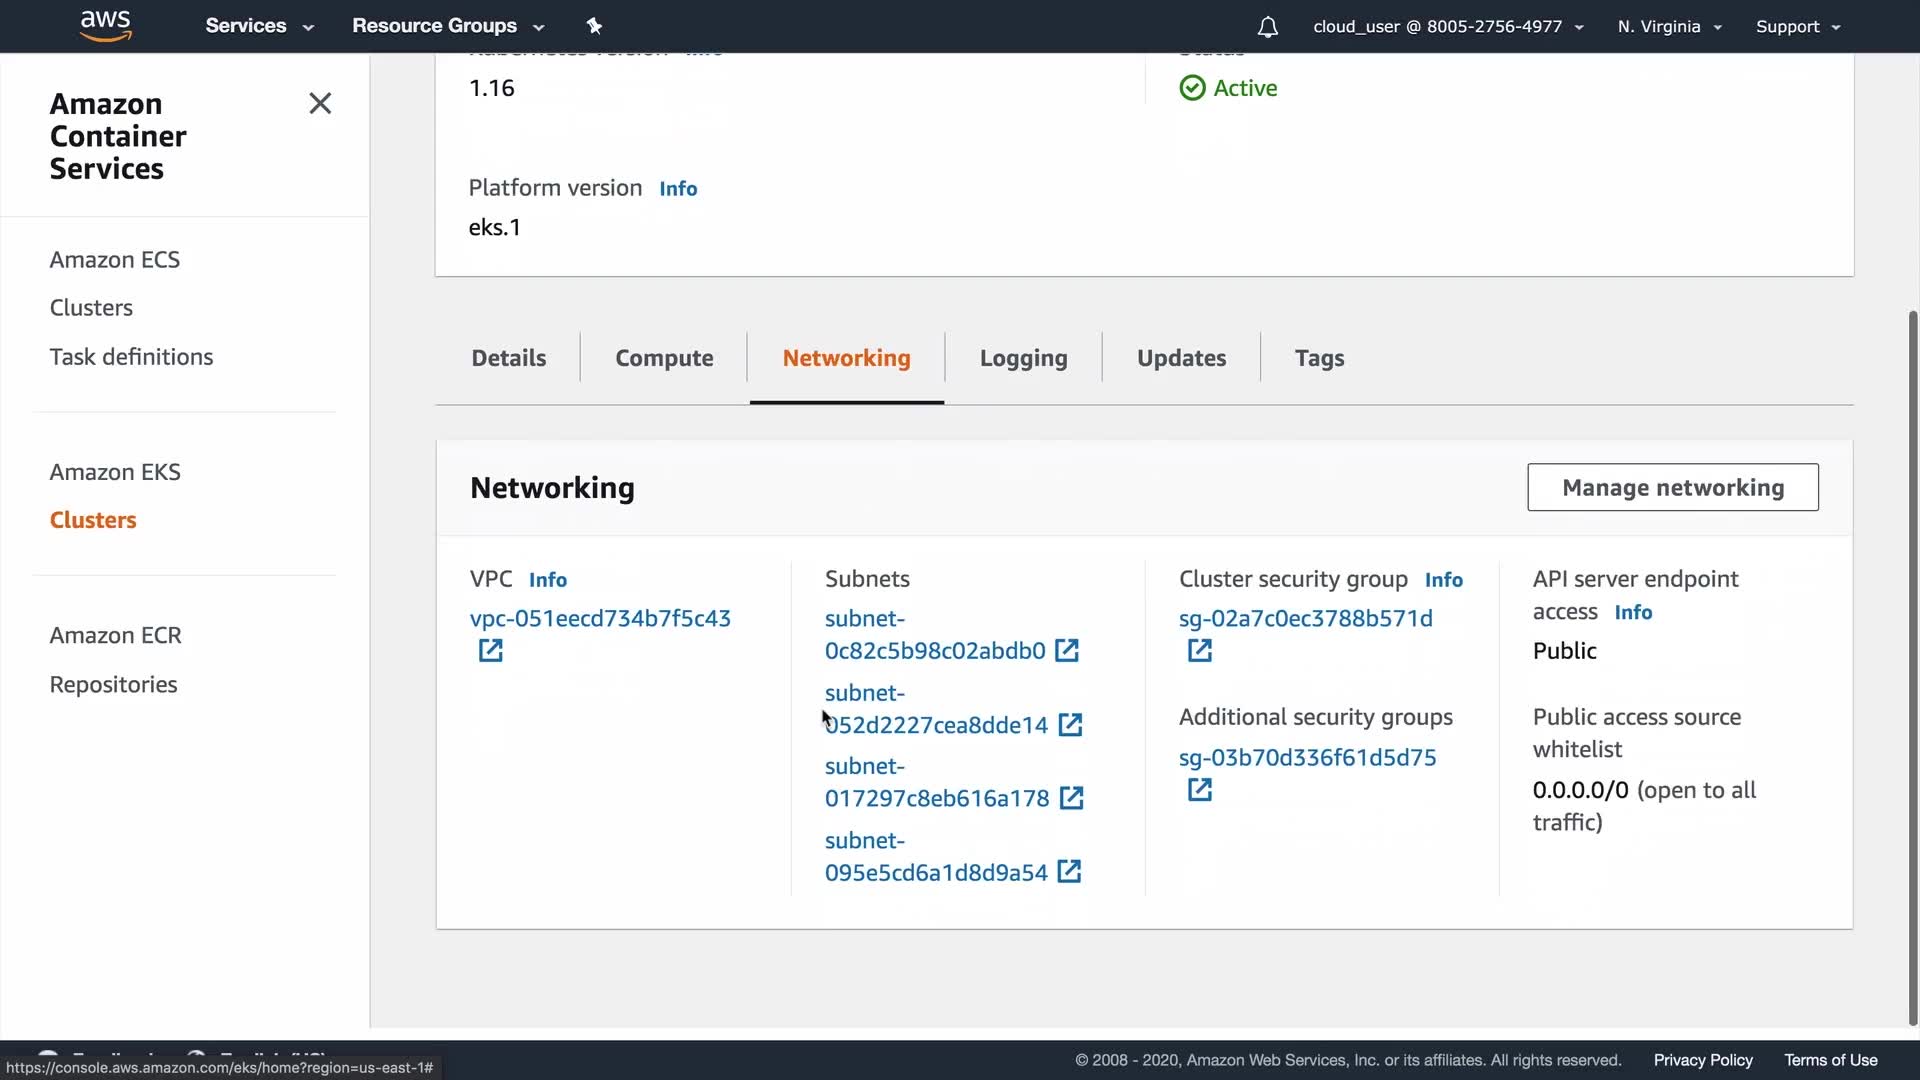 aws
Services
Resource Groups
cloud_user @ 8005-2756-4977
N. Virginia
Support
Amazon
Container
Services
Amazon ECS
Clusters
Task definitions
Amazon EKS
Clusters
Amazon ECR
Repositories
Kubernetes version Info
1.16
Status
Active
Platform version Info
eks.1
Details
Compute
Networking
Logging
Updates
Tags
Networking
Manage networking
VPC Info
vpc-051eecd734b7f5c43
Subnets
subnet-
0c82c5b98c02abdb0
subnet-
052d2227cea8dde14
subnet-
017297c8eb616a178
subnet-
095e5cd6a1d8d9a54
Cluster security group Info
sg-02a7c0ec3788b571d
Additional security groups
sg-03b70d336f61d5d75
API server endpoint
access Info
Public
Public access source
whitelist
0.0.0.0/0 (open to all
traffic)
https://console.aws.amazon.com/eks/home?region=us-east-1#
© 2008 - 2020, Amazon Web Services, Inc. or its affiliates. All rights reserved.
Privacy Policy
Terms of Use